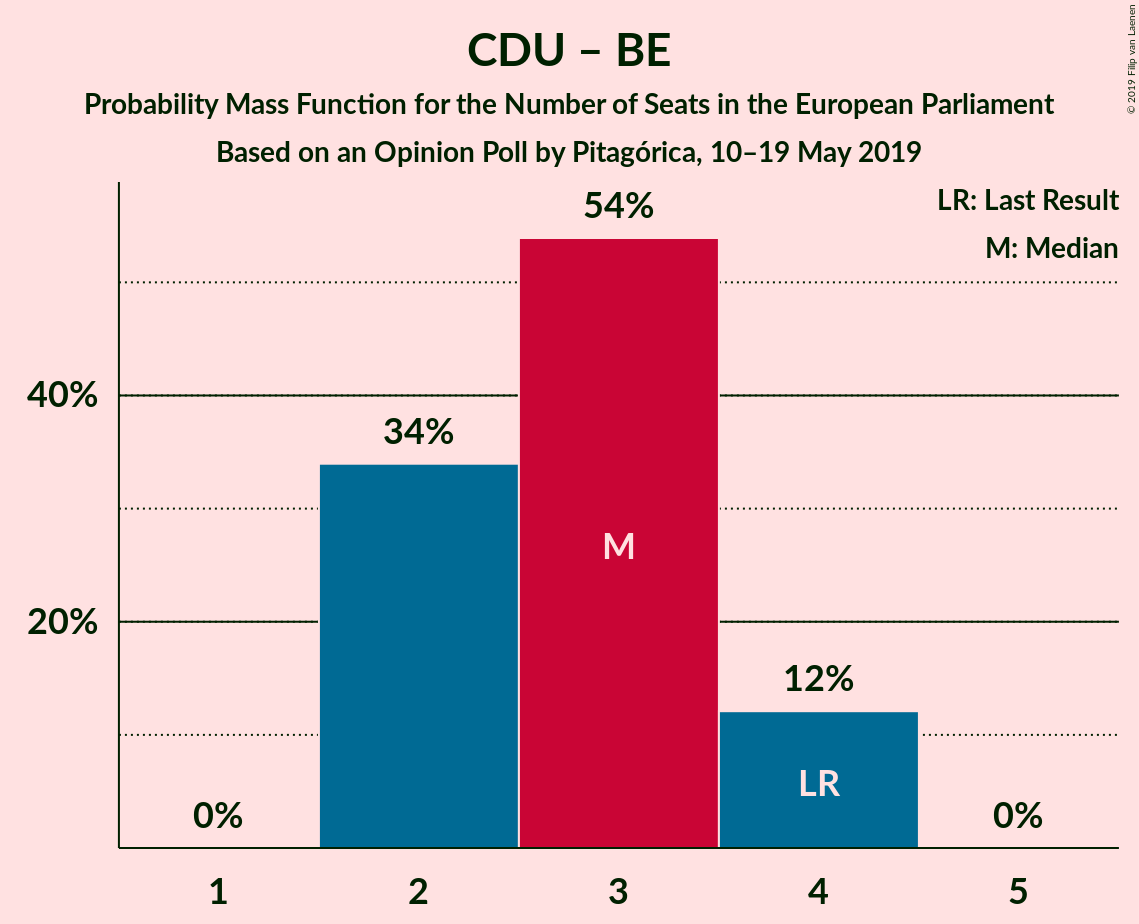 CDU – BE
Probability Mass Function for the Number of Seats in the European Parliament
Based on an Opinion Poll by Pitagórica, 10–19 May 2019
© 2019 Filip van Laenen
LR: Last Result
M: Median
54%
40%
34%
M
20%
12%
LR
0%
0%
1 2 3 4 5